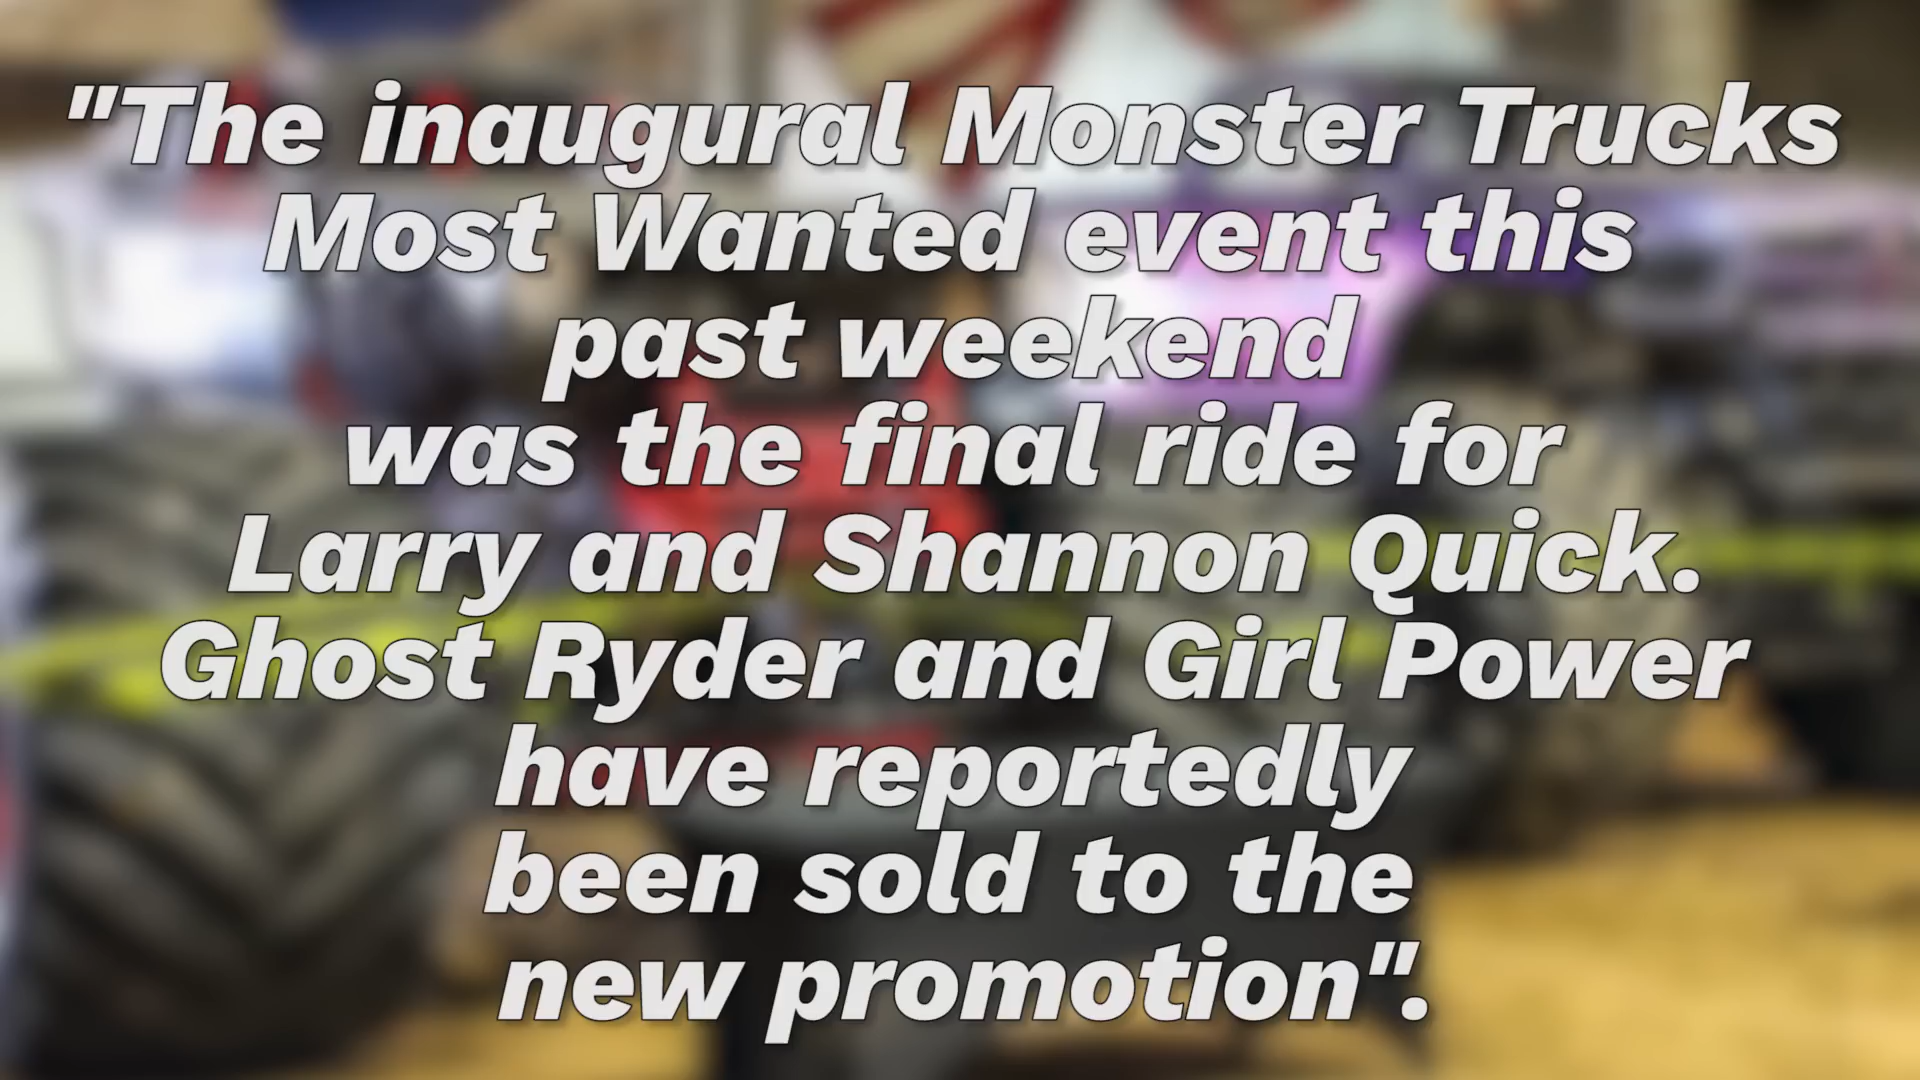 "The inaugural Monster Trucks
Most Wanted event this
past weekend
was the final ride for
Larry and Shannon Quick.
Ghost Ryder and Girl Power
have reportedly
been sold to the
new promotion".